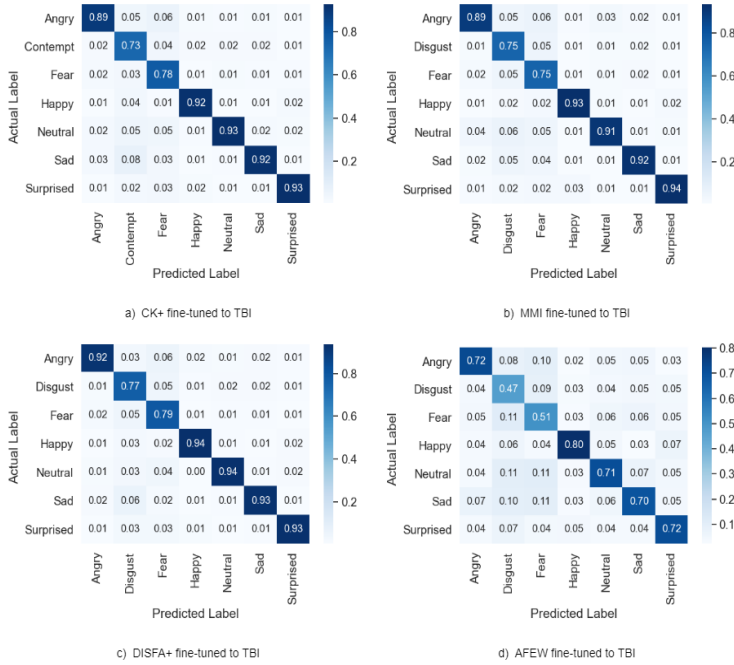 Actual Label
Angry 0.89 0.05 0.06 0.01 0.01 0.02 0.01
Contempt 0.02 0.73 0.04 0.02 0.02 0.02 0.01
Fear 0.02 0.03 0.78 0.01 0.01 0.01 0.01
Happy 0.01 0.04 0.01 0.92 0.01 0.01 0.02
Neutral 0.02 0.05 0.05 0.01 0.93 0.02 0.02
Sad 0.03 0.08 0.03 0.01 0.01 0.92 0.01
Surprised 0.01 0.02 0.03 0.02 0.01 0.01 0.93
Angry Contempt Fear Happy Neutral Sad Surprised
Predicted Label
0.8
0.6
0.4
0.2
a) CK+ fine-tuned to TBI
Actual Label
Angry 0.89 0.05 0.06 0.01 0.03 0.02 0.01
Disgust 0.01 0.75 0.05 0.01 0.01 0.02 0.01
Fear 0.02 0.05 0.75 0.01 0.01 0.01 0.01
Happy 0.01 0.02 0.02 0.93 0.01 0.01 0.02
Neutral 0.04 0.06 0.05 0.01 0.91 0.01 0.01
Sad 0.02 0.05 0.04 0.01 0.01 0.92 0.01
Surprised 0.01 0.02 0.02 0.03 0.01 0.01 0.94
Angry Disgust Fear Happy Neutral Sad Surprised
Predicted Label
0.8
0.6
0.4
0.2
b) MMI fine-tuned to TBI
Actual Label
Angry 0.92 0.03 0.06 0.02 0.01 0.02 0.01
Disgust 0.01 0.77 0.05 0.01 0.02 0.02 0.01
Fear 0.02 0.05 0.79 0.01 0.01 0.01 0.01
Happy 0.01 0.03 0.02 0.94 0.01 0.01 0.02
Neutral 0.01 0.03 0.04 0.00 0.94 0.01 0.02
Sad 0.02 0.06 0.02 0.01 0.01 0.93 0.01
Surprised 0.01 0.03 0.03 0.01 0.01 0.01 0.93
Angry Disgust Fear Happy Neutral Sad Surprised
Predicted Label
0.8
0.6
0.4
0.2
c) DISFA+ fine-tuned to TBI
Actual Label
Angry 0.72 0.08 0.10 0.02 0.05 0.05 0.03
Disgust 0.04 0.47 0.09 0.03 0.04 0.05 0.05
Fear 0.05 0.11 0.51 0.03 0.06 0.06 0.05
Happy 0.04 0.06 0.04 0.80 0.05 0.03 0.07
Neutral 0.04 0.11 0.11 0.03 0.71 0.07 0.05
Sad 0.07 0.10 0.11 0.03 0.06 0.70 0.05
Surprised 0.04 0.07 0.04 0.05 0.04 0.04 0.72
Angry Disgust Fear Happy Neutral Sad Surprised
Predicted Label
0.8
0.7
0.6
0.5
0.4
0.3
0.2
0.1
d) AFEW fine-tuned to TBI